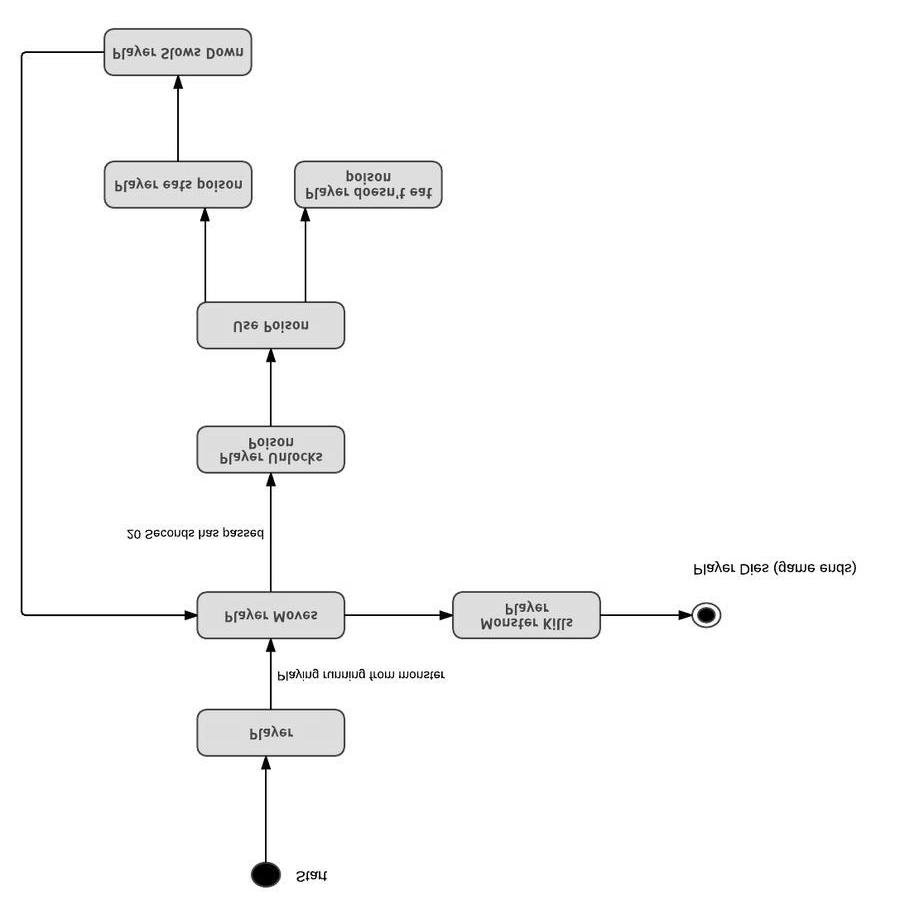 Start
Player
Playing running from monster
Player Moves
Monster Kills
Player
Player Dies (game ends)
20 Seconds has passed
Player Unlocks
Poison
Use Poison
Player eats poison
Player doesn't eat
poison
Player Slows Down